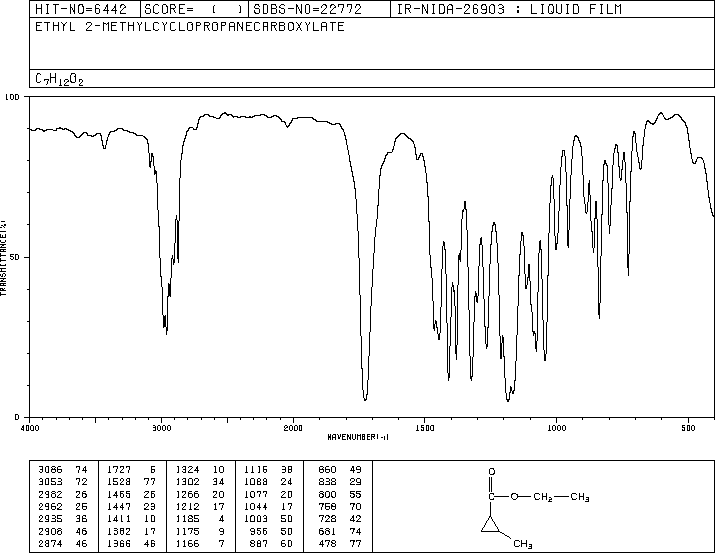 HIT-NO=6442 SCORE= ( ) SDBS-NO=22772 IR-NIDA-26903 : LIQUID FILM
ETHYL 2-METHYLCYCLOPROPANECARBOXYLATE
C7H12O2
100
50
0
TRANSMITTANCE(%)
4000 3000 2000 1500 1000 500
WAVENUMBER(-1)
3086 74 1727 5 1324 10 1116 38 860 49
3053 72 1528 77 1302 34 1088 24 838 29
2982 26 1465 26 1266 20 1077 20 800 55
2962 25 1447 23 1212 17 1044 17 758 70
2935 36 1411 10 1185 4 1003 50 728 42
2908 46 1382 17 1175 9 956 50 681 74
2874 46 1366 46 1166 7 887 60 478 77
O
C—O—CH2—CH3
CH3